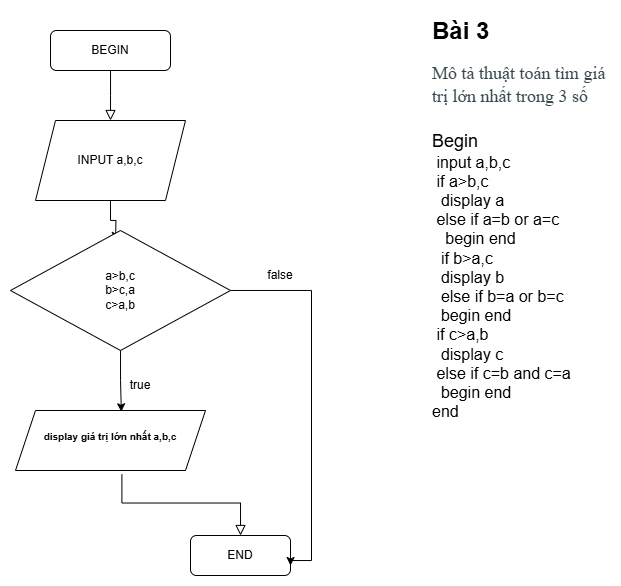 BEGIN
INPUT a,b,c
a>b,c
b>c,a
c>a,b
false
true
display giá trị lớn nhất a,b,c
END
Bài 3
Mô tả thuật toán tìm giá
trị lớn nhất trong 3 số
Begin
input a,b,c
if a>b,c
display a
else if a=b or a=c
begin end
if b>a,c
display b
else if b=a or b=c
begin end
if c>a,b
display c
else if c=b and c=a
begin end
end